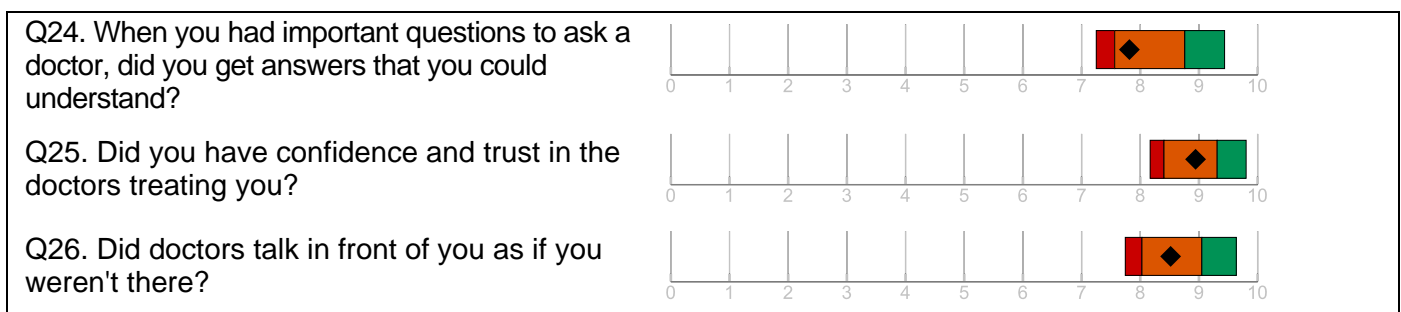 Q24. When you had important questions to ask a
doctor, did you get answers that you could
understand?
0 1 2 3 4 5 6 7 8 9 10
Q25. Did you have confidence and trust in the
doctors treating you?
0 1 2 3 4 5 6 7 8 9 10
Q26. Did doctors talk in front of you as if you
weren't there?
0 1 2 3 4 5 6 7 8 9 10